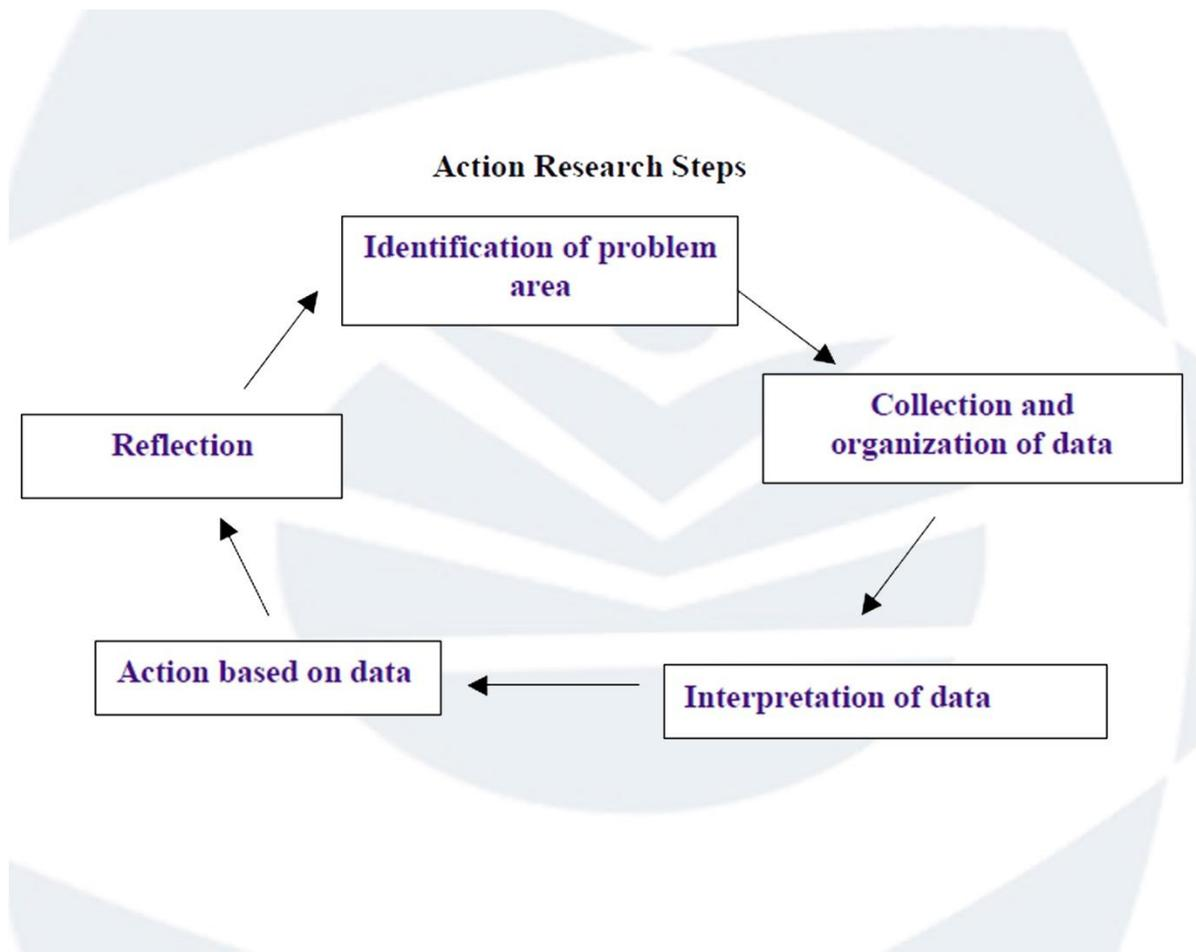 Action Research Steps
Identification of problem
area
Collection and
organization of data
Interpretation of data
Action based on data
Reflection